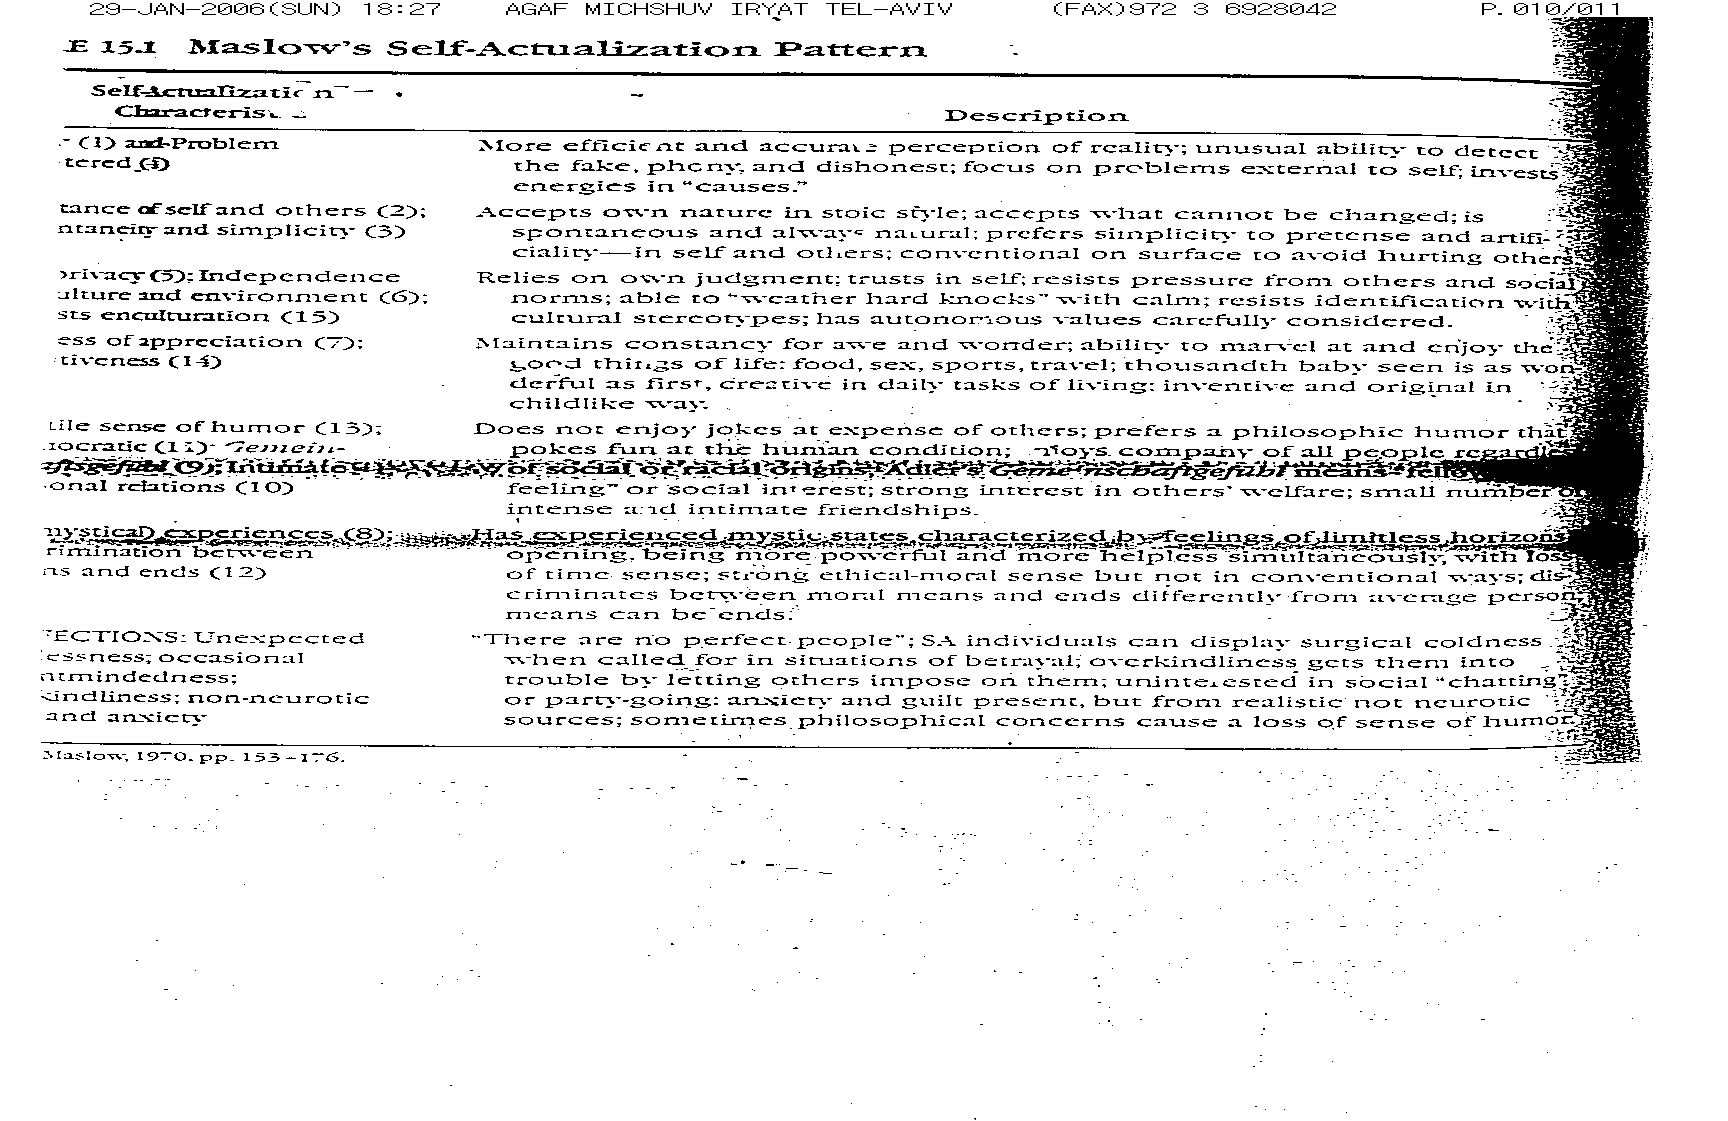 29-JAN-2006(SUN) 18:27 AGAF MICHSHUV IRYAT TEL-AVIV (FAX)972 3 6928042 P. 010/011
E 15.1 Maslow's Self-Actualization Pattern
Self-Actualization
Characteris
Description
(1) and Problem
tered (4)
More efficient and accurate perception of reality; unusual ability to detect
the fake, phony, and dishonest; focus on problems external to self; invests
energies in "causes."
tance of self and others (2);
ntaneity and simplicity (3)
Accepts own nature in stoic style; accepts what cannot be changed; is
spontaneous and always natural; prefers simplicity to pretense and artifi-
ciality—in self and others; conventional on surface to avoid hurting others
privacy (5); Independence
ulture and environment (6);
sts enculturation (15)
Relies on own judgment; trusts in self; resists pressure from others and social
norms; able to "weather hard knocks" with calm; resists identification with
cultural stereotypes; has autonomous values carefully considered.
ess of appreciation (7);
tiveness (14)
Maintains constancy for awe and wonder; ability to marvel at and enjoy the
good things of life: food, sex, sports, travel; thousandth baby seen is as won
derful as first, creative in daily tasks of living; inventive and original in
childlike way.
tile sense of humor (13);
nocratic (11) Gemein-
(9); Intimate
onal relations (10)
Does not enjoy jokes at expense of others; prefers a philosophic humor that
pokes fun at the human condition; enjoys company of all people regardle
of social or racial origins; Adler's Gemeinschaftsgefuhl means "fellow
feeling" or social interest; strong interest in others' welfare; small number o
intense and intimate friendships.
mystical) experiences (8);
rimination between
ns and ends (12)
Has experienced mystic states characterized by feelings of limitless horizons
opening, being more powerful and more helpless simultaneously, with loss
of time sense; strong ethical-moral sense but not in conventional ways; dis-
criminates between moral means and ends differently from average person,
means can be ends.
ECTIONS: Unexpected
essness; occasional
ntmindedness;
kindliness; non-neurotic
and anxiety
"There are no perfect people"; SA individuals can display surgical coldness
when called for in situations of betrayal; overkindliness gets them into
trouble by letting others impose on them; uninterested in social "chatting"
or party-going; anxiety and guilt present, but from realistic not neurotic
sources; sometimes philosophical concerns cause a loss of sense of humor.
Maslow, 1970, pp. 153–176.